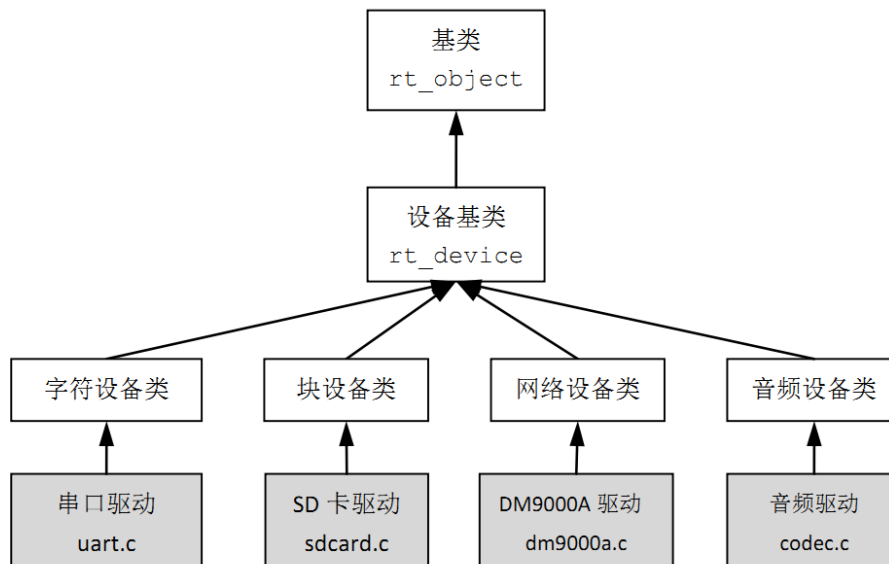 基类
rt_object
设备基类
rt_device
字符设备类
块设备类
网络设备类
音频设备类
串口驱动
uart.c
SD 卡驱动
sdcard.c
DM9000A 驱动
dm9000a.c
音频驱动
codec.c